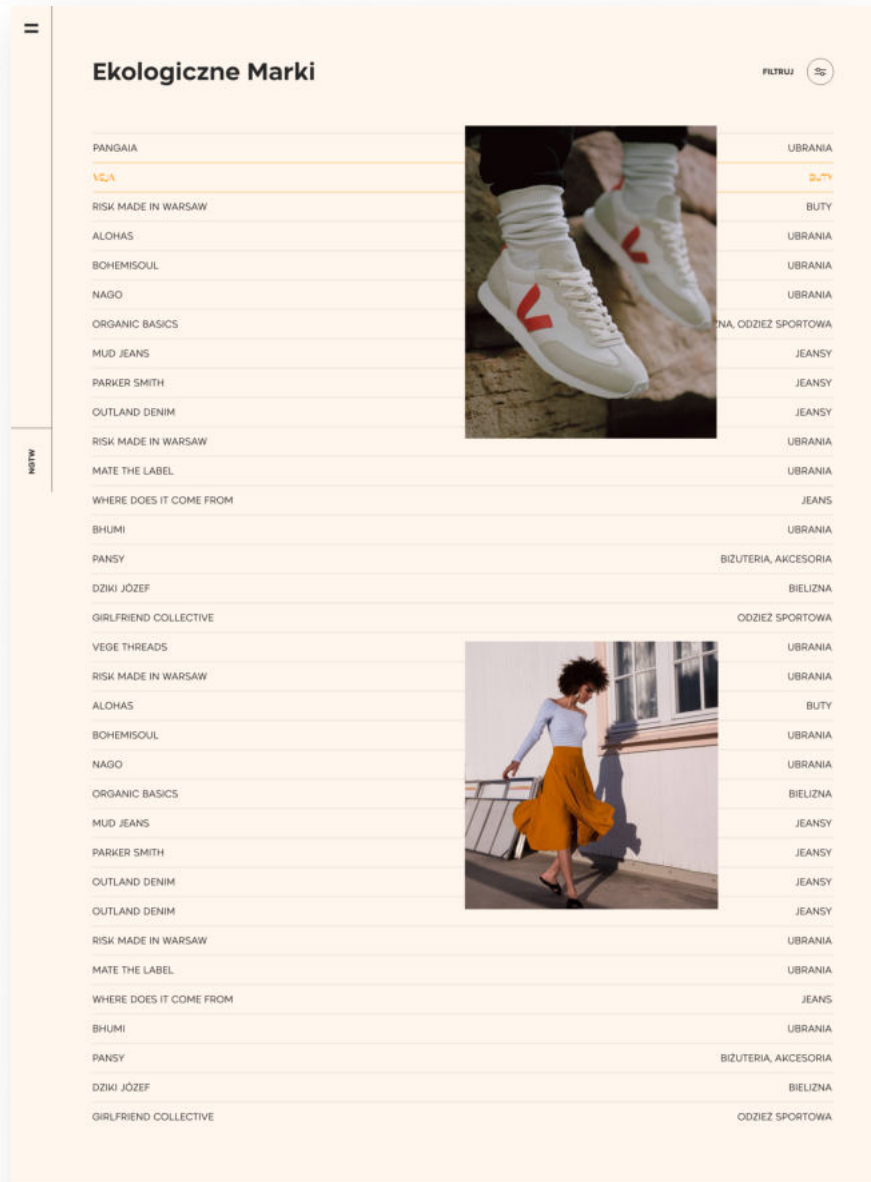 Ekologiczne Marki
FILTRUJ
PANGAIA UBRANIA
VEJA BUTY
RISK MADE IN WARSAW BUTY
ALOHAS UBRANIA
BOHEMISOUL UBRANIA
NAGO UBRANIA
ORGANIC BASICS ZNA, ODZIEŻ SPORTOWA
MUD JEANS JEANSY
PARKER SMITH JEANSY
OUTLAND DENIM JEANSY
RISK MADE IN WARSAW UBRANIA
NGTW
MATE THE LABEL UBRANIA
WHERE DOES IT COME FROM JEANS
BHUMI UBRANIA
PANSY BIŻUTERIA, AKCESORIA
DZIKI JÓZEF BIELIZNA
GIRLFRIEND COLLECTIVE ODZIEŻ SPORTOWA
VEGE THREADS UBRANIA
RISK MADE IN WARSAW UBRANIA
ALOHAS BUTY
BOHEMISOUL UBRANIA
NAGO UBRANIA
ORGANIC BASICS BIELIZNA
MUD JEANS JEANSY
PARKER SMITH JEANSY
OUTLAND DENIM JEANSY
OUTLAND DENIM JEANSY
RISK MADE IN WARSAW UBRANIA
MATE THE LABEL UBRANIA
WHERE DOES IT COME FROM JEANS
BHUMI UBRANIA
PANSY BIŻUTERIA, AKCESORIA
DZIKI JÓZEF BIELIZNA
GIRLFRIEND COLLECTIVE ODZIEŻ SPORTOWA